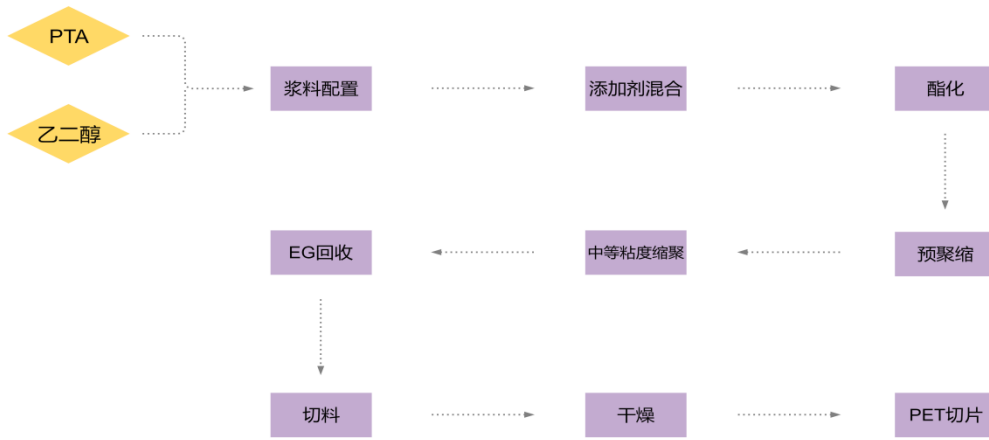 PTA
乙二醇
浆料配置
添加剂混合
酯化
预聚缩
中等粘度缩聚
EG回收
切料
干燥
PET切片